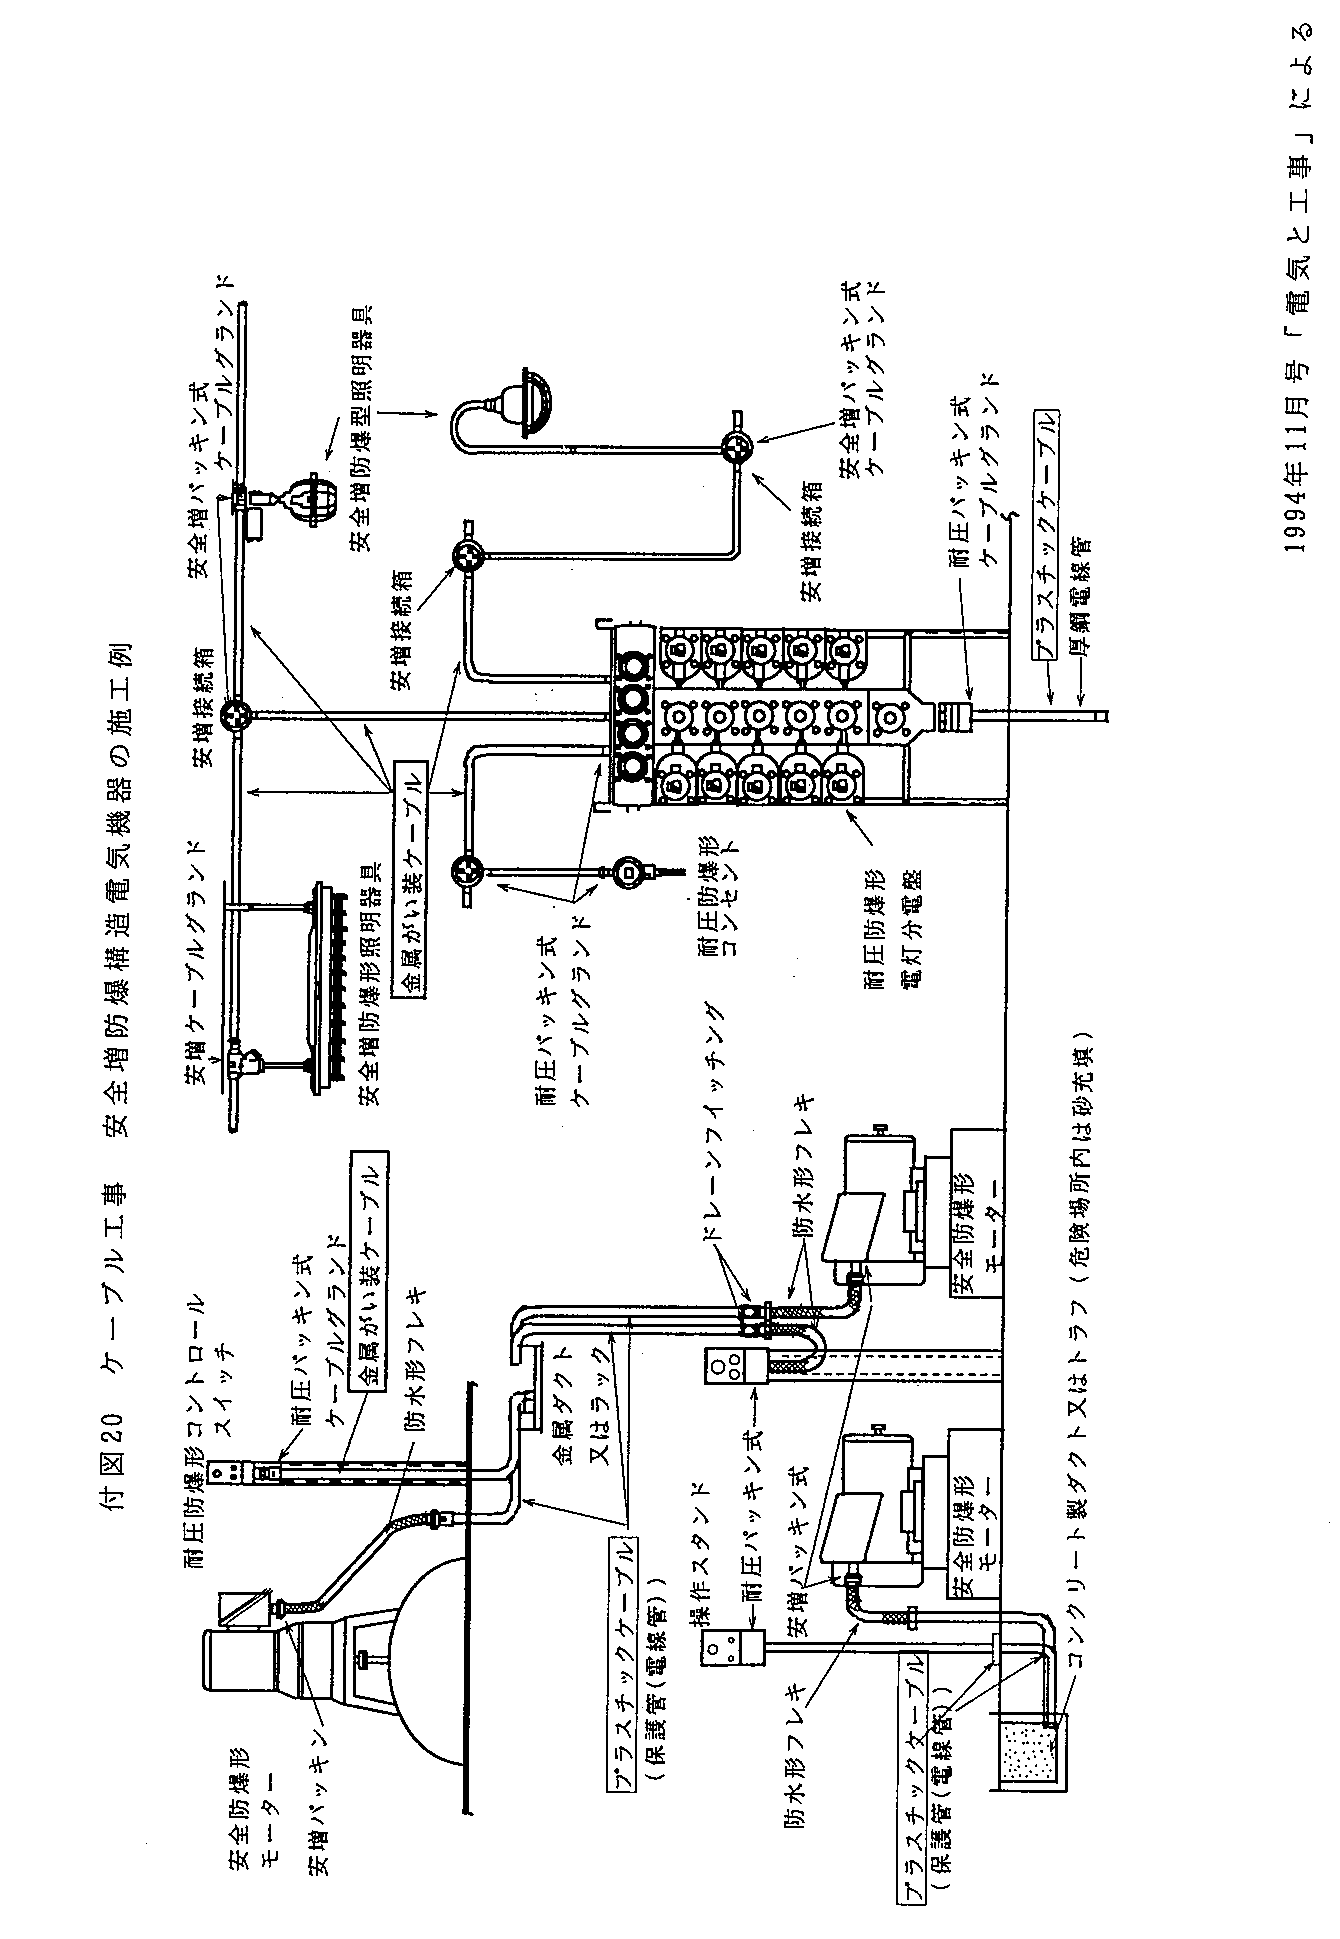 付図20　ケーブル工事　安全増防爆構造電気機器の施工例
安全防爆形
モーター
安増パッキン
耐圧防爆形コントロール
スイッチ
耐圧パッキン式
ケーブルグランド
金属がい装ケーブル
防水形フレキ
金属ダクト
又はラック
プラスチックケーブル
(保護管(電線管))
操作スタンド
耐圧パッキン式
安増パッキン式
防水形フレキ
プラスチックケーブル
(保護管(電線管))
安全防爆形
モーター
ドレーンフイッチング
防水形フレキ
安全防爆形
モーター
コンクリート製ダクト又はトラフ(危険場所内は砂充填)
安増ケーブルグランド
安増接続箱
安全増パッキン式
ケーブルグランド
安全増防爆形照明器具
金属がい装ケーブル
安増接続箱
安全増防爆型照明器具
耐圧パッキン式
ケーブルグランド
耐圧防爆形
コンセント
耐圧防爆形
電灯分電盤
安増接続箱
安全増パッキン式
ケーブルグランド
耐圧パッキン式
ケーブルグランド
プラスチックケーブル
厚鋼電線管
1994年11月号「電気と工事」による